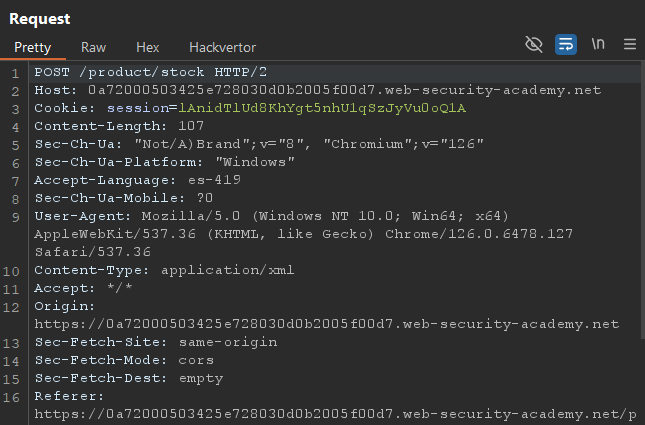 Request
Pretty Raw Hex Hackvertor \n
1 POST /product/stock HTTP/2
2 Host: 0a72000503425e728030d0b2005f00d7.web-security-academy.net
3 Cookie: session=lAnidTlUd8KhYgt5nhU1qSzJyVu0oQ1A
4 Content-Length: 107
5 Sec-Ch-Ua: "Not/A)Brand";v="8", "Chromium";v="126"
6 Sec-Ch-Ua-Platform: "Windows"
7 Accept-Language: es-419
8 Sec-Ch-Ua-Mobile: ?0
9 User-Agent: Mozilla/5.0 (Windows NT 10.0; Win64; x64)
AppleWebKit/537.36 (KHTML, like Gecko) Chrome/126.0.6478.127
Safari/537.36
10 Content-Type: application/xml
11 Accept: */*
12 Origin:
https://0a72000503425e728030d0b2005f00d7.web-security-academy.net
13 Sec-Fetch-Site: same-origin
14 Sec-Fetch-Mode: cors
15 Sec-Fetch-Dest: empty
16 Referer:
https://0a72000503425e728030d0b2005f00d7.web-security-academy.net/p